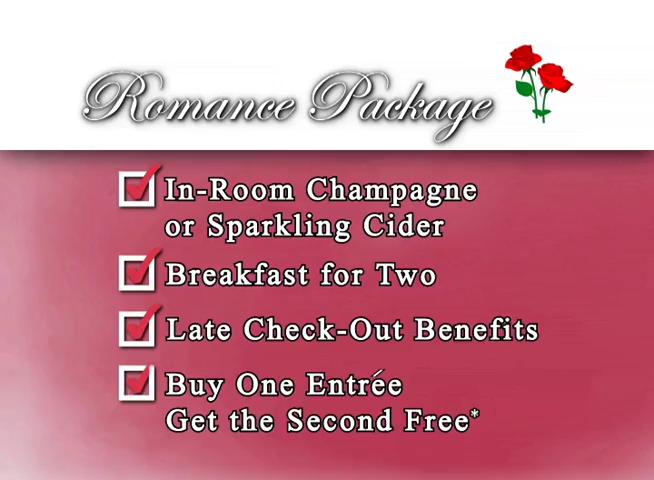 Romance Package
In-Room Champagne
or Sparkling Cider
Breakfast for Two
Late Check-Out Benefits
Buy One Entrée
Get the Second Free*